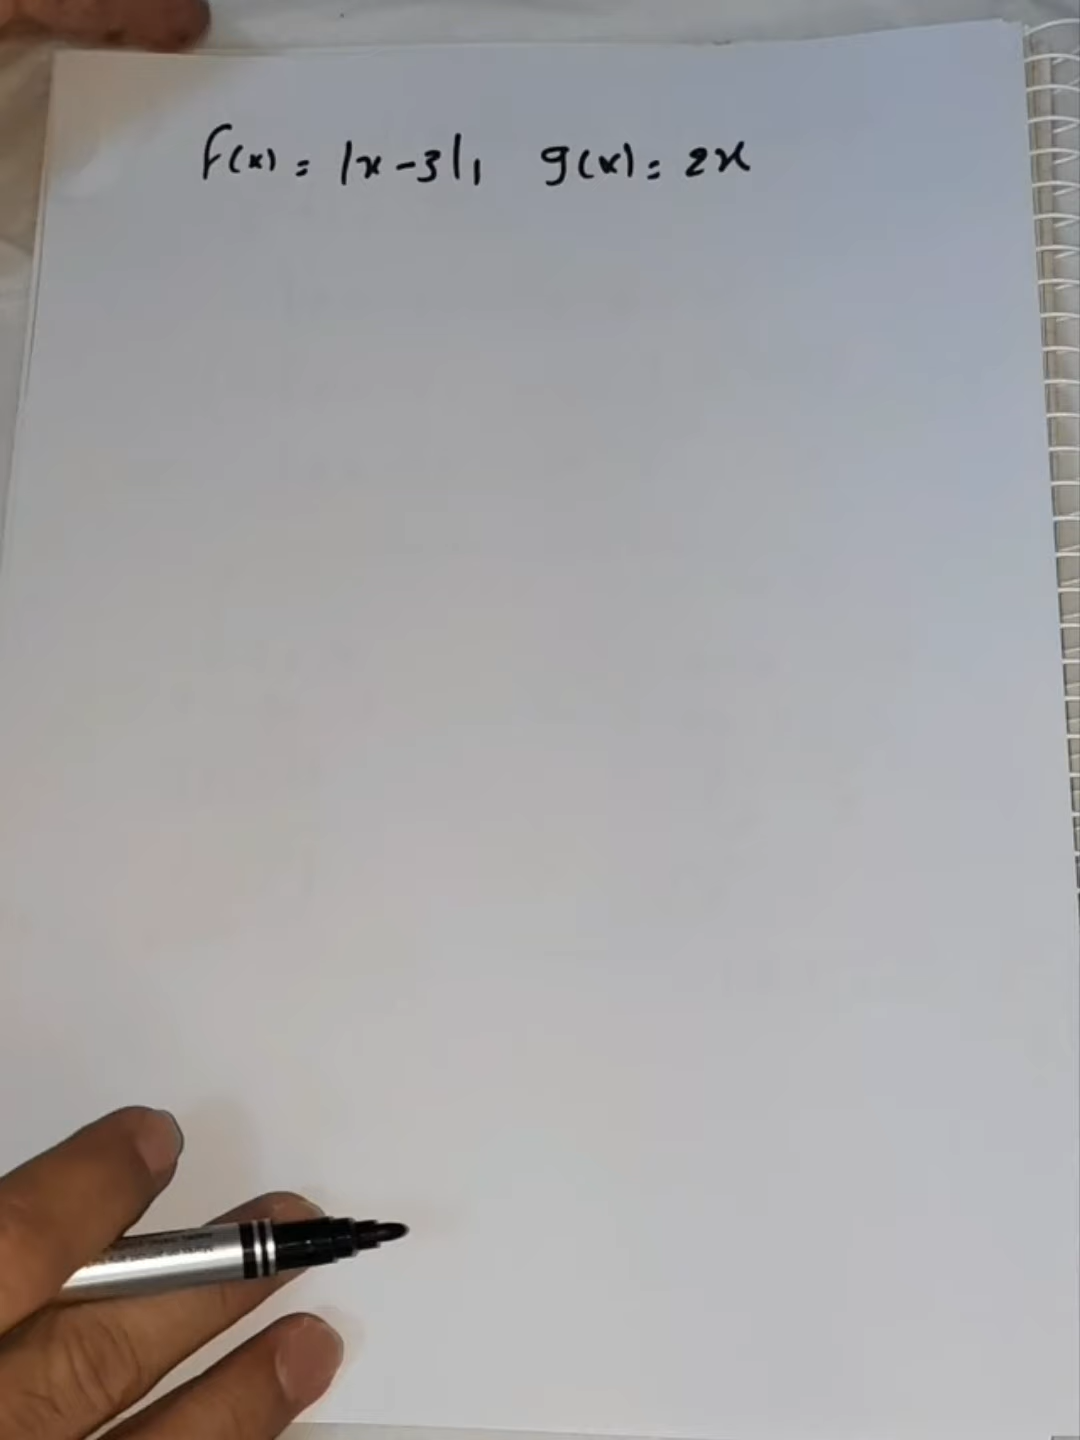 f(x) = |x-3|, g(x) = 2x